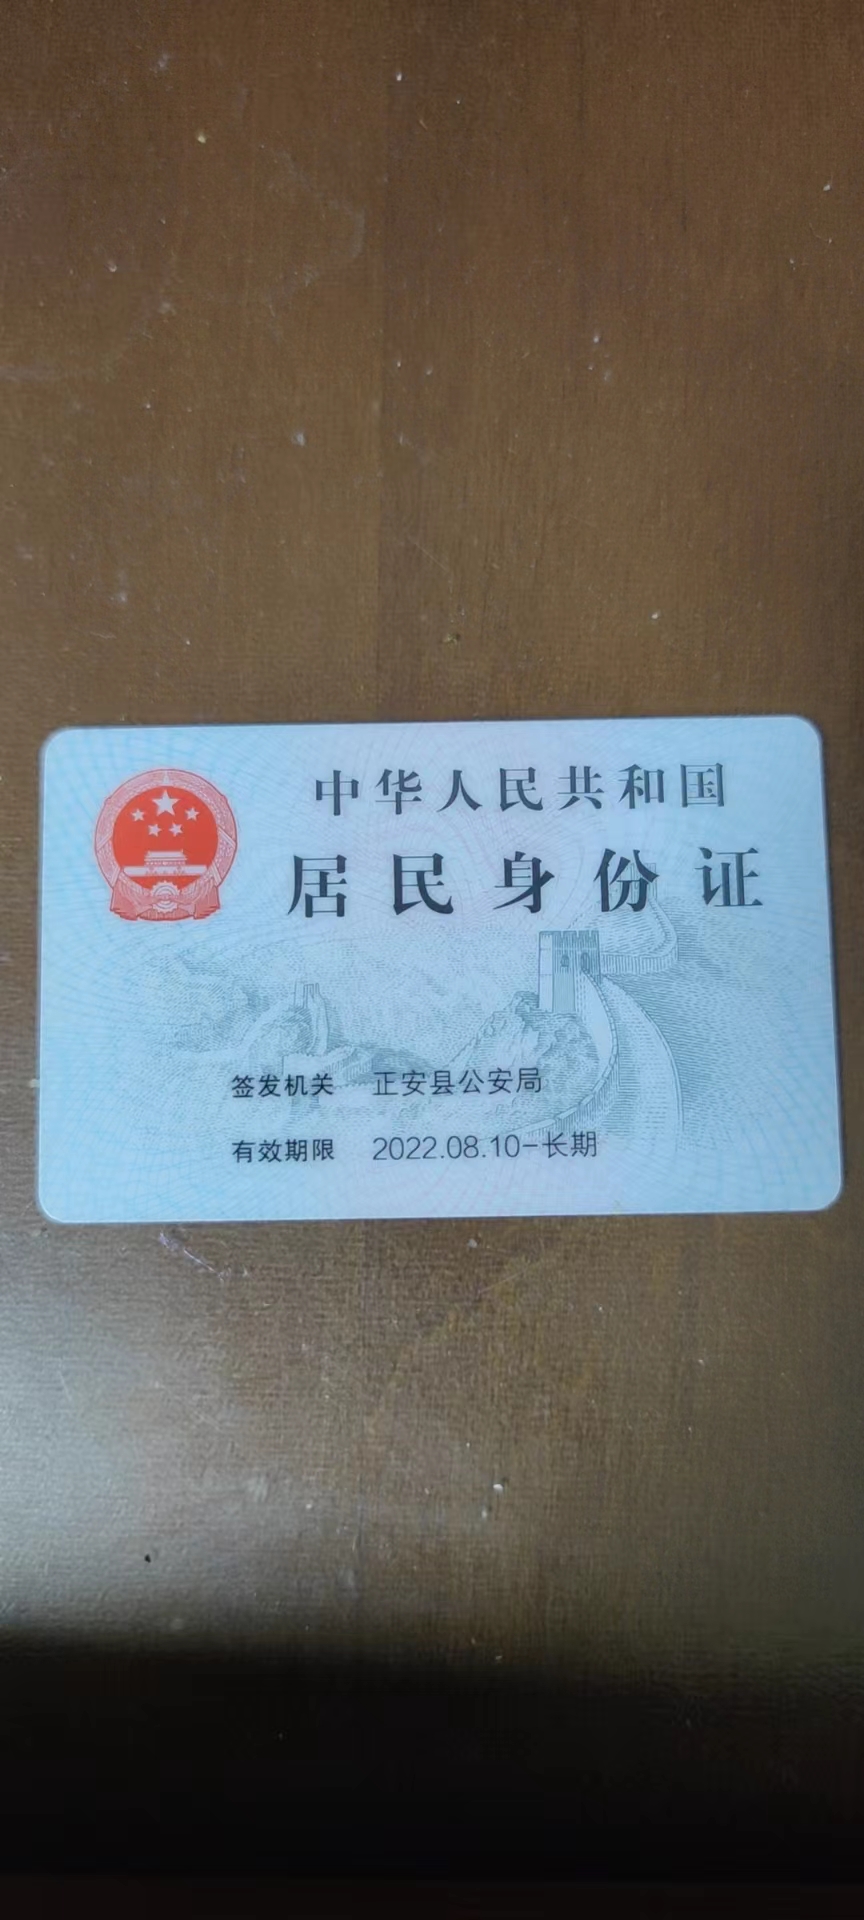 中华人民共和国
居民身份证
签发机关 正安县公安局
有效期限 2022.08.10-长期